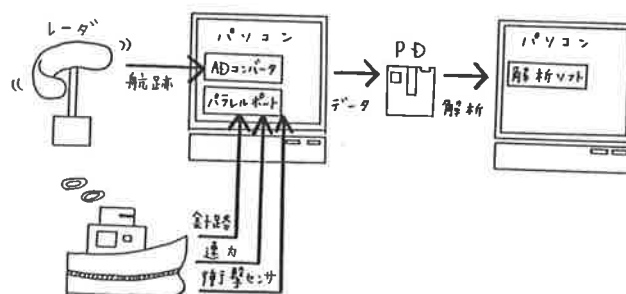 レーダ
航跡
パソコン
ADコンバータ
パラレルポート
データ
PD
解析
パソコン
解析ソフト
針路
速力
衝撃センサ